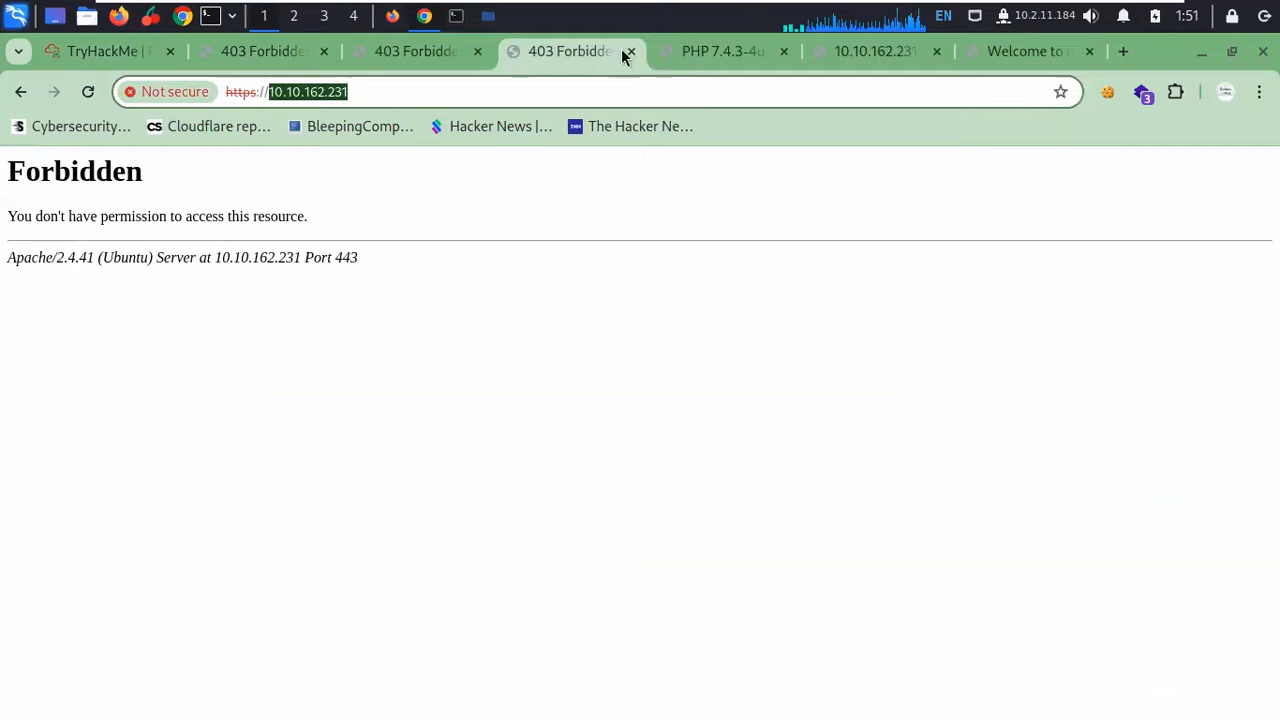 1 2 3 4 EN 10.2.11.184 1:51
TryHackMe | 403 Forbidde 403 Forbidde 403 Forbidde PHP 7.4.3-4u 10.10.162.231 Welcome to
Not secure https://10.10.162.231 3
Cybersecurity... Cloudflare rep... BleepingComp... Hacker News |... The Hacker Ne...
Forbidden
You don't have permission to access this resource.
Apache/2.4.41 (Ubuntu) Server at 10.10.162.231 Port 443